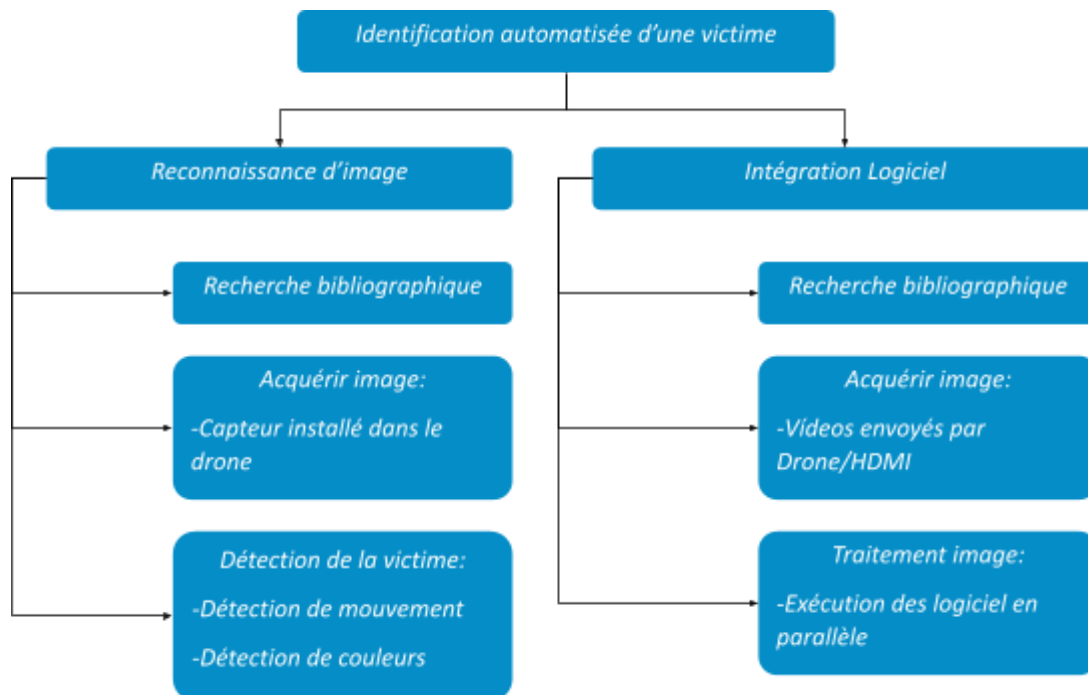 Identification automatisée d’une victime
Reconnaissance d’image
Intégration Logiciel
Recherche bibliographique
Recherche bibliographique
Acquérir image:
-Capteur installé dans le
drone
Acquérir image:
-Vídeos envoyés par
Drone/HDMI
Détection de la victime:
-Détection de mouvement
-Détection de couleurs
Traitement image:
-Exécution des logiciel en
parallèle